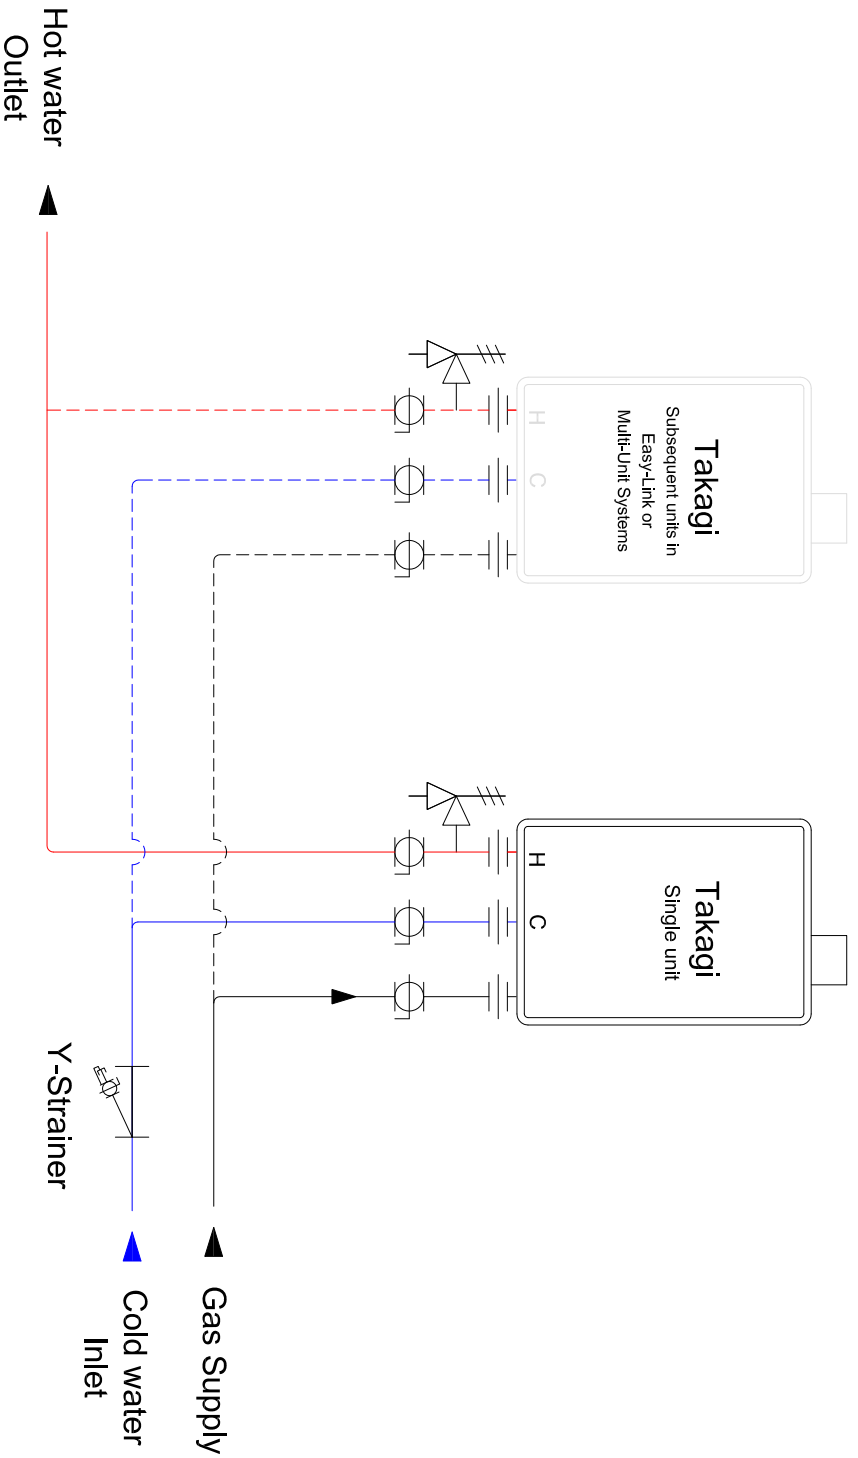 Takagi
Subsequent units in
Easy-Link or
Multi-Unit Systems
H
C
Takagi
Single unit
H
C
Hot water
Outlet
Y-Strainer
Gas Supply
Cold water
Inlet